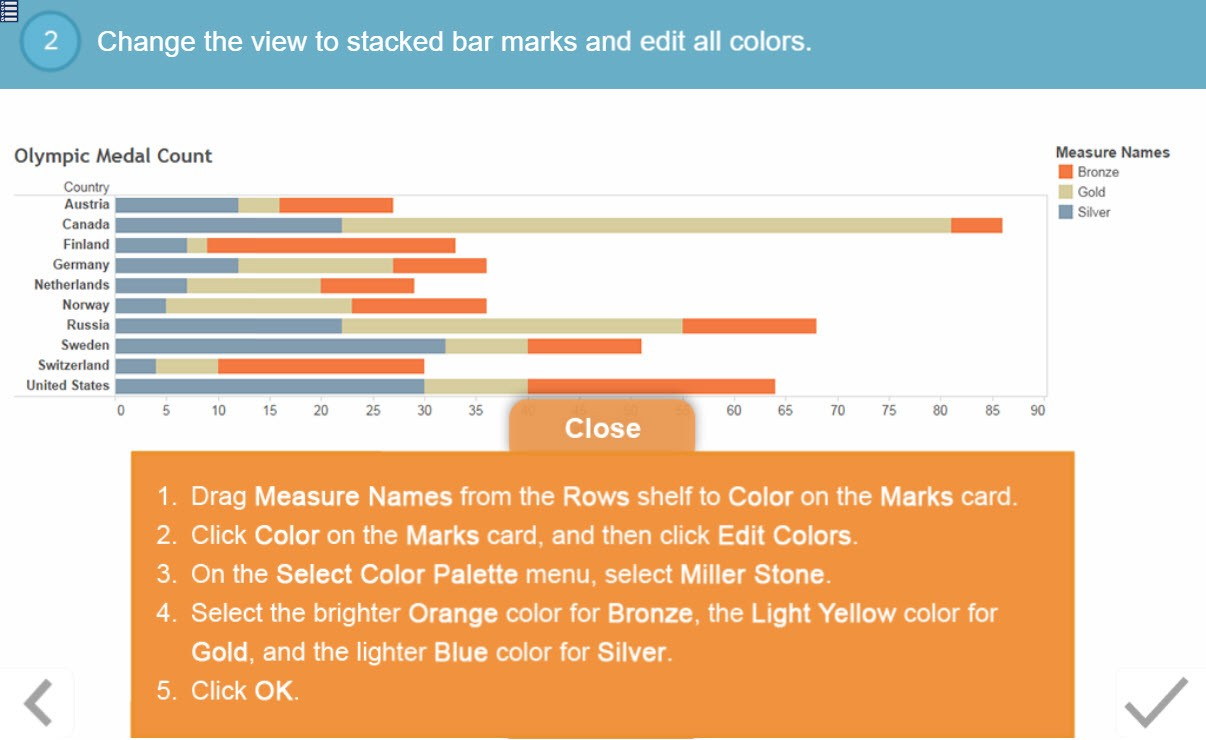 2
Change the view to stacked bar marks and edit all colors.
Olympic Medal Count
Measure Names
Bronze
Gold
Silver
Country
Austria
Canada
Finland
Germany
Netherlands
Norway
Russia
Sweden
Switzerland
United States
0 5 10 15 20 25 30 35 40 45 50 55 60 65 70 75 80 85 90
Close
1. Drag Measure Names from the Rows shelf to Color on the Marks card.
2. Click Color on the Marks card, and then click Edit Colors.
3. On the Select Color Palette menu, select Miller Stone.
4. Select the brighter Orange color for Bronze, the Light Yellow color for
Gold, and the lighter Blue color for Silver.
5. Click OK.